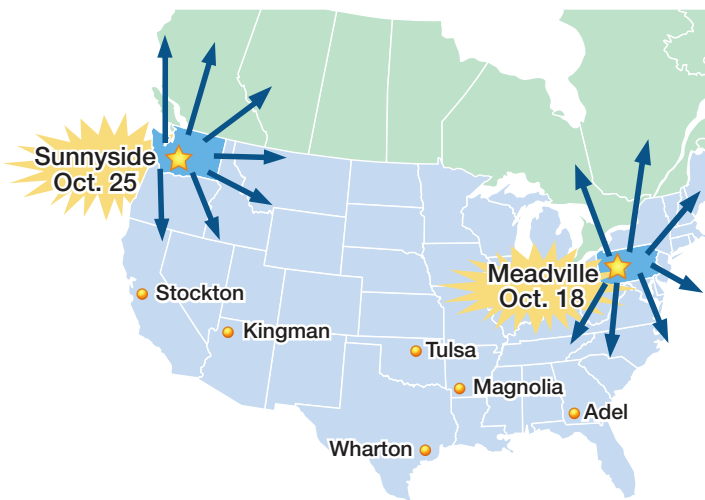 Sunnyside
Oct. 25
Meadville
Oct. 18
Stockton
Kingman
Tulsa
Magnolia
Adel
Wharton